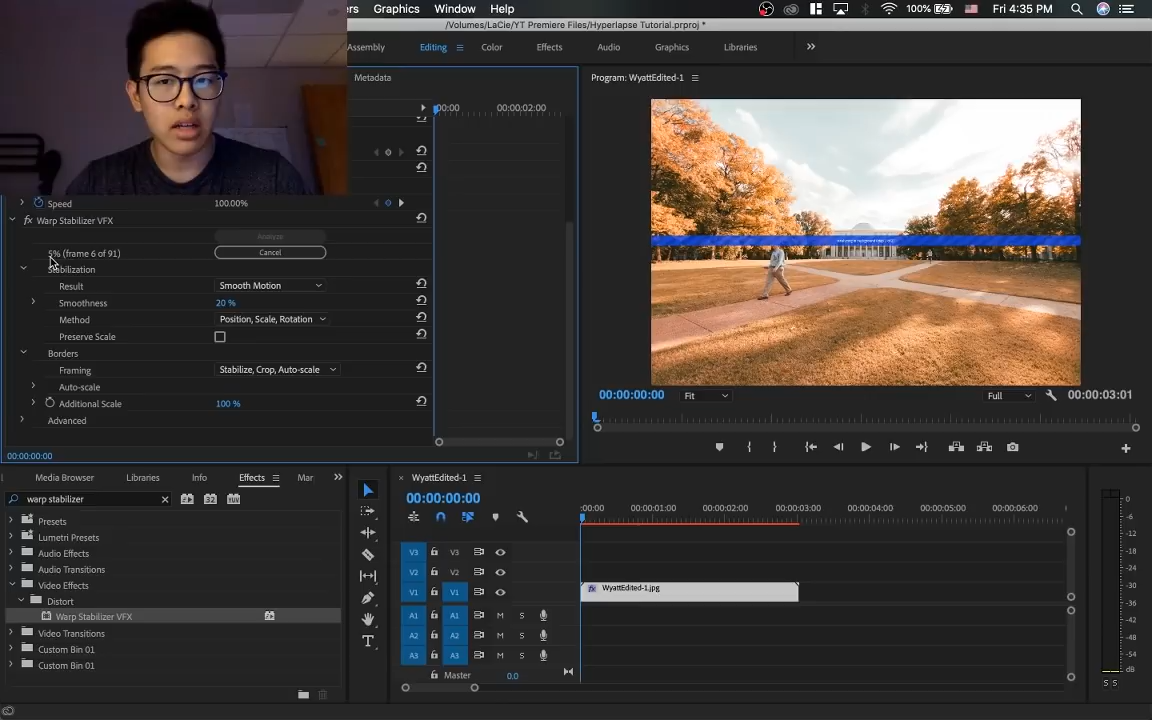 ers Graphics Window Help 100% Fri 4:35 PM
/Volumes/LaCie/YT Premiere Files/Hyperlapse Tutorial.prproj *
Assembly Editing Effects Color Audio Graphics Libraries
Metadata
Program: WyattEdited-1
:00:00 00:00:02:00
Speed 100.00%
fx Warp Stabilizer VFX
Analyze
5% (frame 6 of 91) Cancel
Stabilization
Result Smooth Motion
Smoothness 20 %
Method Position, Scale, Rotation
Preserve Scale
Borders
Framing Stabilize, Crop, Auto-scale
Auto-scale
Additional Scale 100 %
Advanced
00:00:00:00 Fit Full 00:00:03:01
00:00:00:00
Media Browser Libraries Info Effects Mar
warp stabilizer
Presets
Lumetri Presets
Audio Effects
Audio Transitions
Video Effects
Distort
Warp Stabilizer VFX
Video Transitions
Custom Bin 01
Custom Bin 01
× WyattEdited-1
00:00:00:00
:00:00 00:00:01:00 00:00:02:00 00:00:03:00 00:00:04:00 00:00:05:00 00:00:06:00
V3 V3
V2 V2
V1 V1 fx WyattEdited-1.jpg
A1 A1 M S
A2 A2 M S
A3 A3 M S
Master 0.0
0
-6
-12
-18
-24
-30
-36
-42
-48
-54
dB
S S